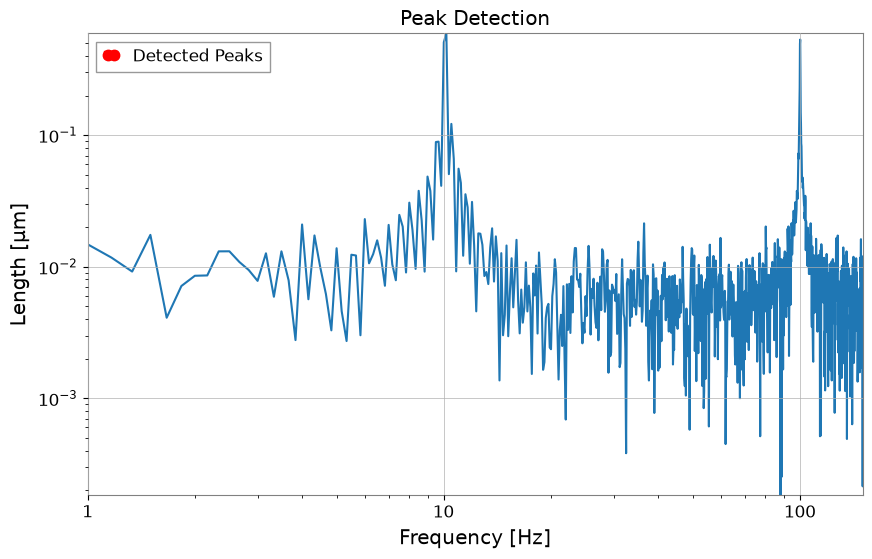 Peak Detection
Detected Peaks
Length [µm]
10⁻¹
10⁻²
10⁻³
1
10
100
Frequency [Hz]